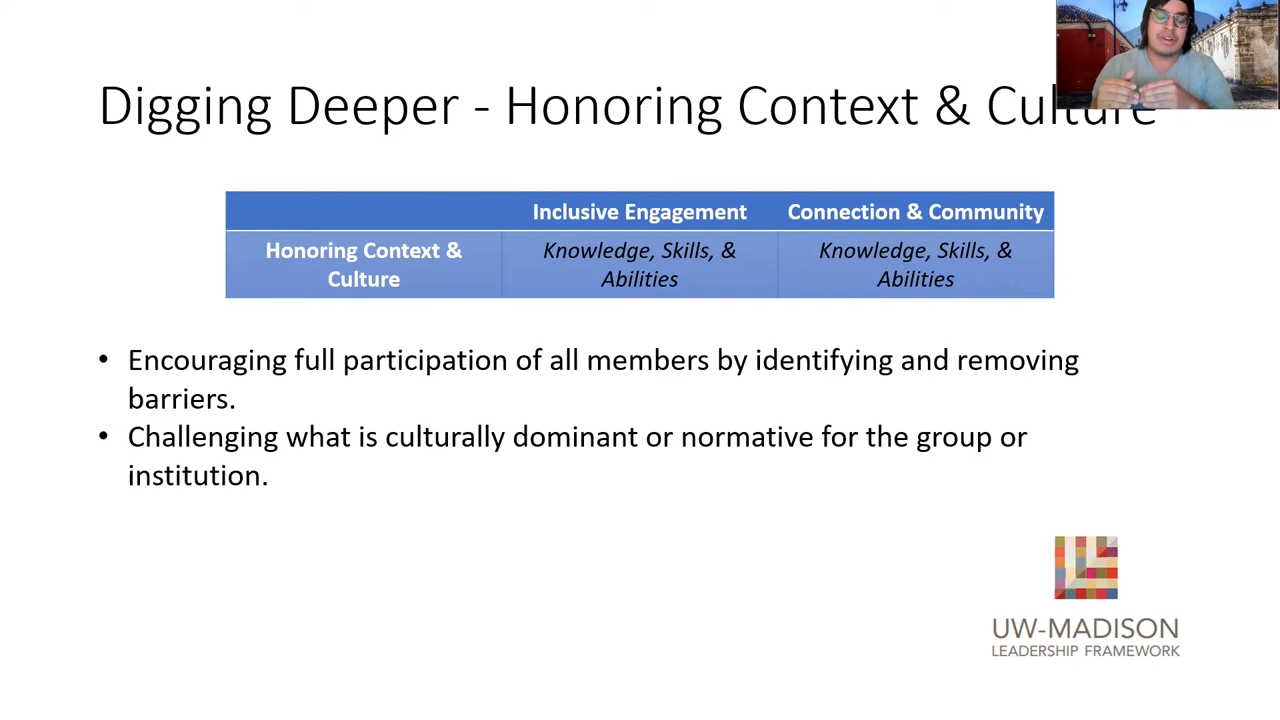 Digging Deeper - Honoring Context & Culture
Inclusive Engagement Connection & Community
Honoring Context & Culture Knowledge, Skills, & Abilities Knowledge, Skills, & Abilities
• Encouraging full participation of all members by identifying and removing
barriers.
• Challenging what is culturally dominant or normative for the group or
institution.
UW-MADISON
LEADERSHIP FRAMEWORK